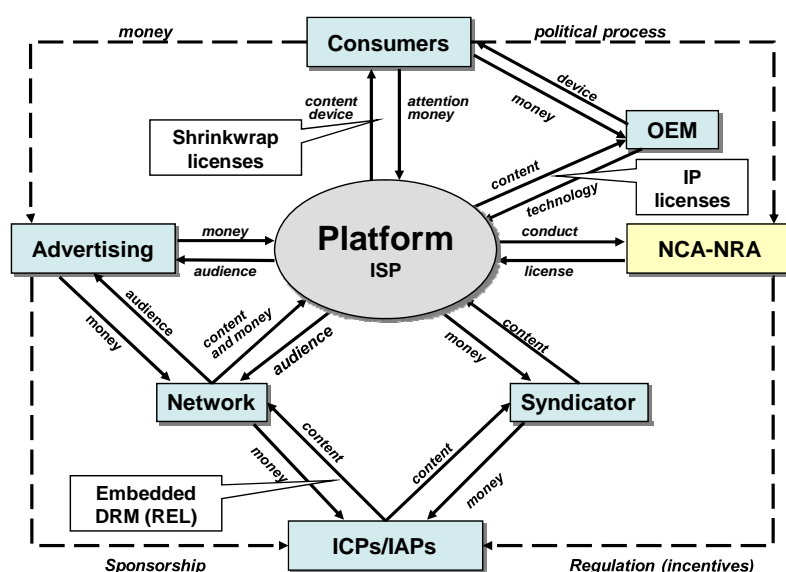 money
Consumers
political process
content
device
attention
money
device
money
OEM
Shrinkwrap
licenses
content
IP
licenses
technology
Advertising
money
audience
Platform
ISP
conduct
license
NCA-NRA
audience
money
content
and money
audience
money
content
Network
Syndicator
content
money
content
money
Embedded
DRM (REL)
ICPs/IAPs
Sponsorship
Regulation (incentives)